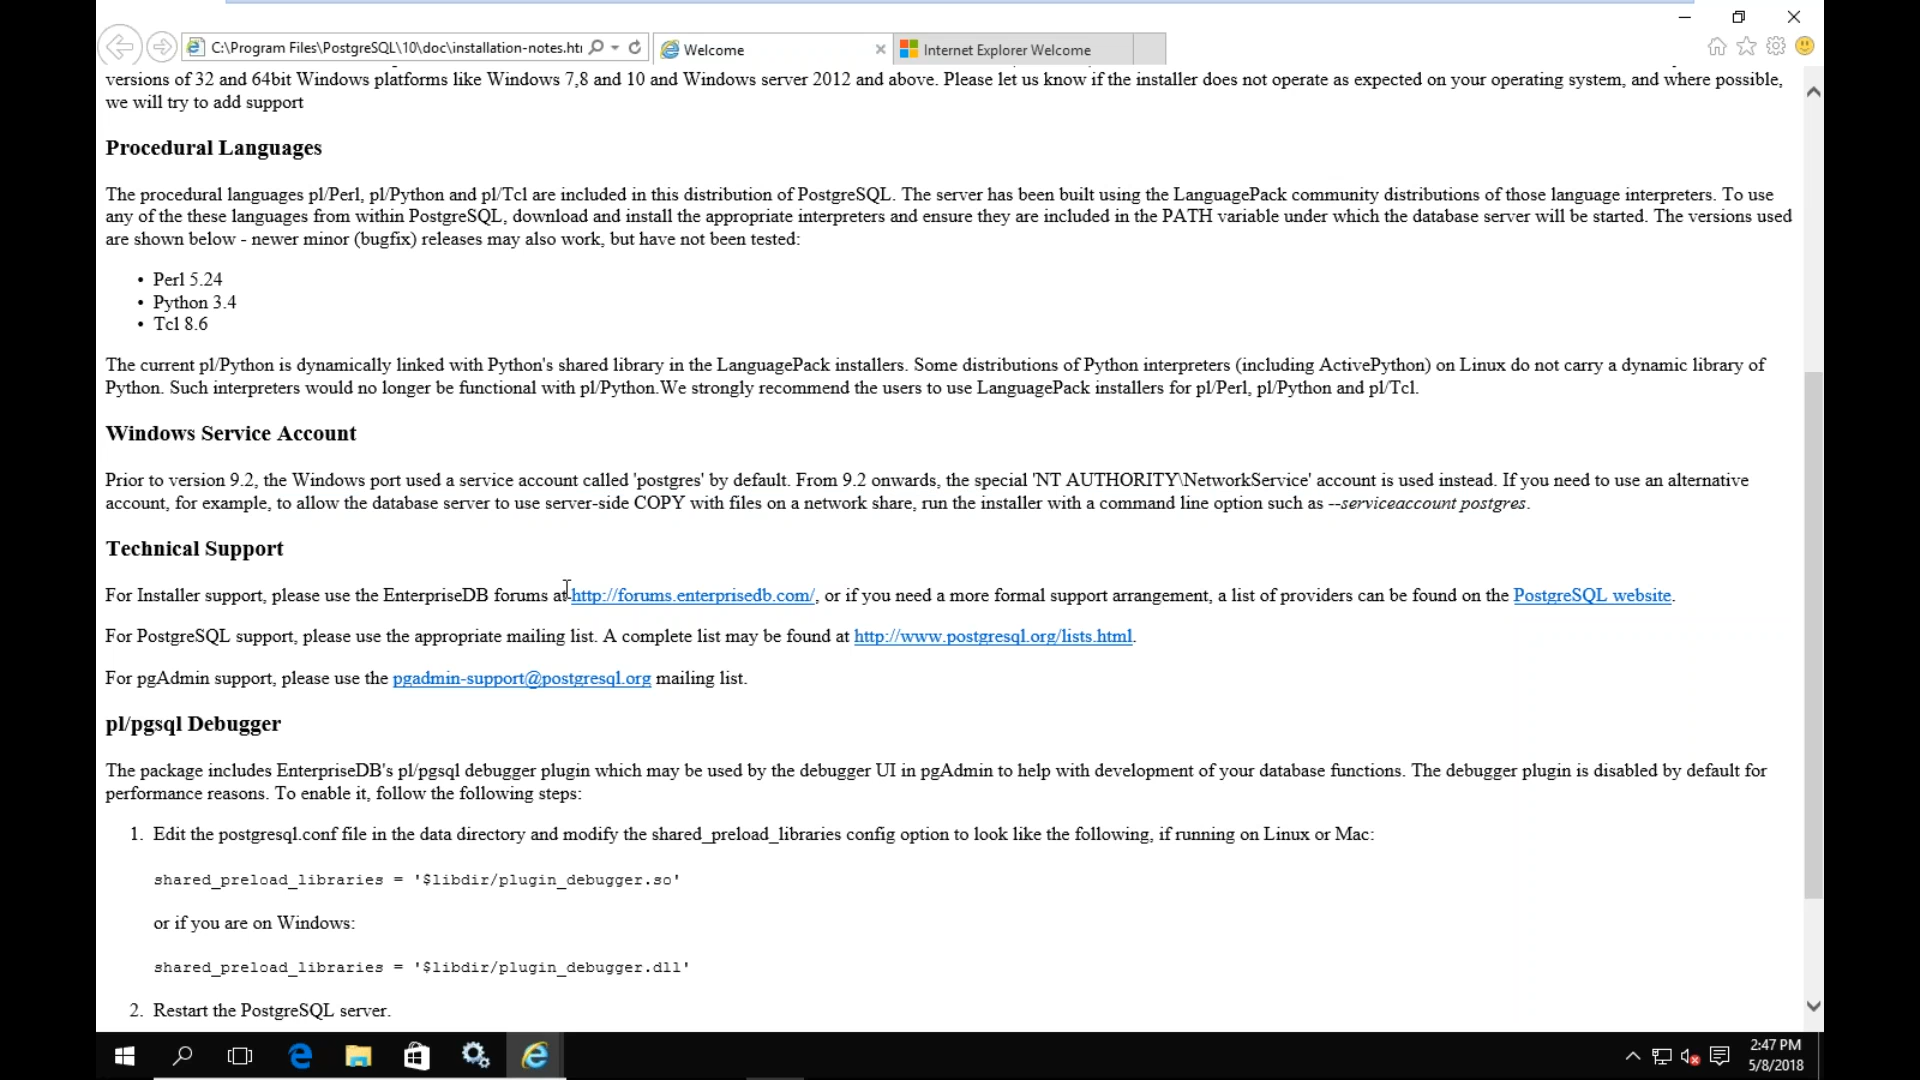 C:\Program Files\PostgreSQL\10\doc\installation-notes.htı
Welcome
Internet Explorer Welcome
versions of 32 and 64bit Windows platforms like Windows 7,8 and 10 and Windows server 2012 and above. Please let us know if the installer does not operate as expected on your operating system, and where possible,
we will try to add support
Procedural Languages
The procedural languages pl/Perl, pl/Python and pl/Tcl are included in this distribution of PostgreSQL. The server has been built using the LanguagePack community distributions of those language interpreters. To use
any of the these languages from within PostgreSQL, download and install the appropriate interpreters and ensure they are included in the PATH variable under which the database server will be started. The versions used
are shown below - newer minor (bugfix) releases may also work, but have not been tested:
• Perl 5.24
• Python 3.4
• Tcl 8.6
The current pl/Python is dynamically linked with Python's shared library in the LanguagePack installers. Some distributions of Python interpreters (including ActivePython) on Linux do not carry a dynamic library of
Python. Such interpreters would no longer be functional with pl/Python.We strongly recommend the users to use LanguagePack installers for pl/Perl, pl/Python and pl/Tcl.
Windows Service Account
Prior to version 9.2, the Windows port used a service account called 'postgres' by default. From 9.2 onwards, the special 'NT AUTHORITY\NetworkService' account is used instead. If you need to use an alternative
account, for example, to allow the database server to use server-side COPY with files on a network share, run the installer with a command line option such as --serviceaccount postgres.
Technical Support
For Installer support, please use the EnterpriseDB forums at http://forums.enterprisedb.com/, or if you need a more formal support arrangement, a list of providers can be found on the PostgreSQL website.
For PostgreSQL support, please use the appropriate mailing list. A complete list may be found at http://www.postgresql.org/lists.html.
For pgAdmin support, please use the pgadmin-support@postgresql.org mailing list.
pl/pgsql Debugger
The package includes EnterpriseDB's pl/pgsql debugger plugin which may be used by the debugger UI in pgAdmin to help with development of your database functions. The debugger plugin is disabled by default for
performance reasons. To enable it, follow the following steps:
1. Edit the postgresql.conf file in the data directory and modify the shared_preload_libraries config option to look like the following, if running on Linux or Mac:
shared_preload_libraries = '$libdir/plugin_debugger.so'
or if you are on Windows:
shared_preload_libraries = '$libdir/plugin_debugger.dll'
2. Restart the PostgreSQL server.
2:47 PM
5/8/2018